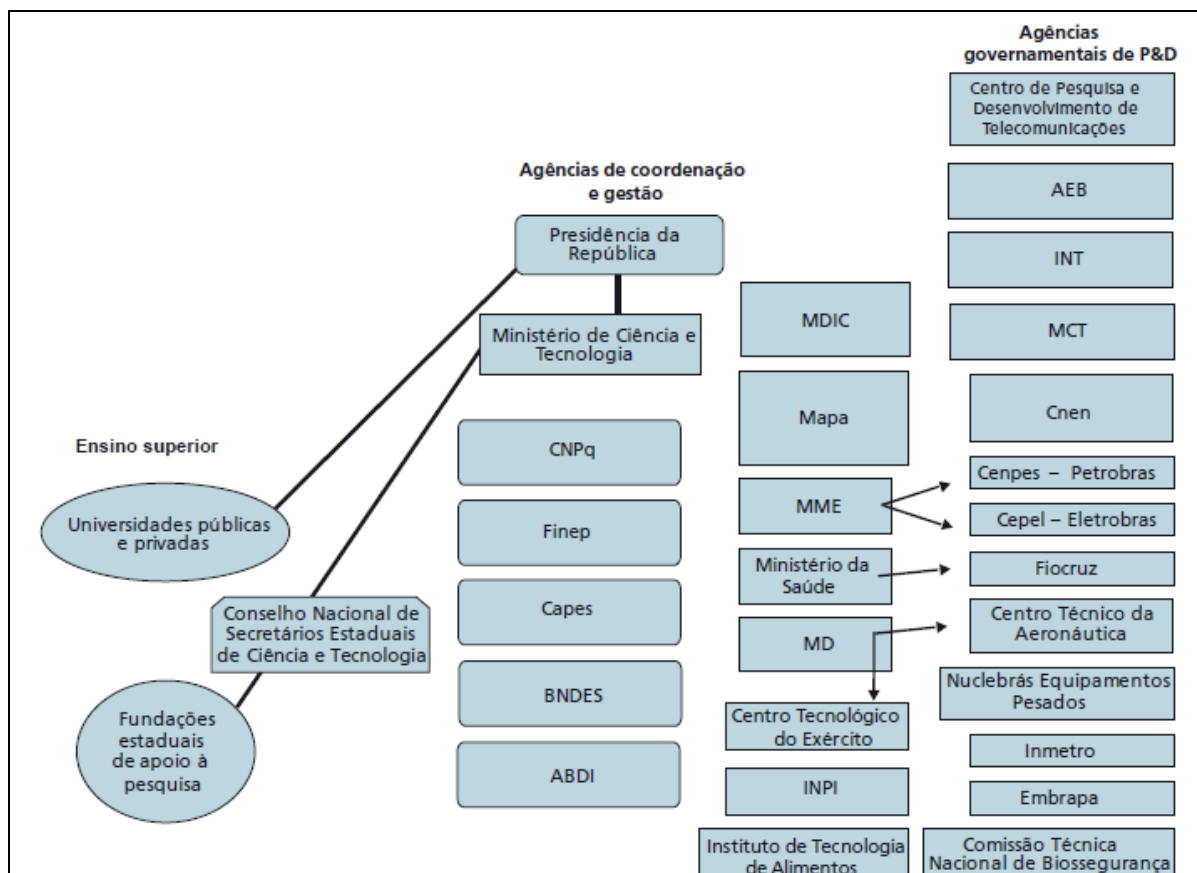 Agências
governamentais de P&D
Centro de Pesquisa e
Desenvolvimento de
Telecomunicações
AEB
INT
MCT
Cnen
Cenpes – Petrobras
Cepel – Eletrobras
Fiocruz
Centro Técnico da
Aeronáutica
Nuclebrás Equipamentos
Pesados
Inmetro
Embrapa
Comissão Técnica
Nacional de Biossegurança
Agências de coordenação
e gestão
Presidência da
República
Ministério de Ciência e
Tecnologia
CNPq
Finep
Capes
BNDES
ABDI
MDIC
Mapa
MME
Ministério da
Saúde
MD
Centro Tecnológico
do Exército
INPI
Instituto de Tecnologia
de Alimentos
Ensino superior
Universidades públicas
e privadas
Conselho Nacional de
Secretários Estaduais
de Ciência e Tecnologia
Fundações
estaduais
de apoio à
pesquisa